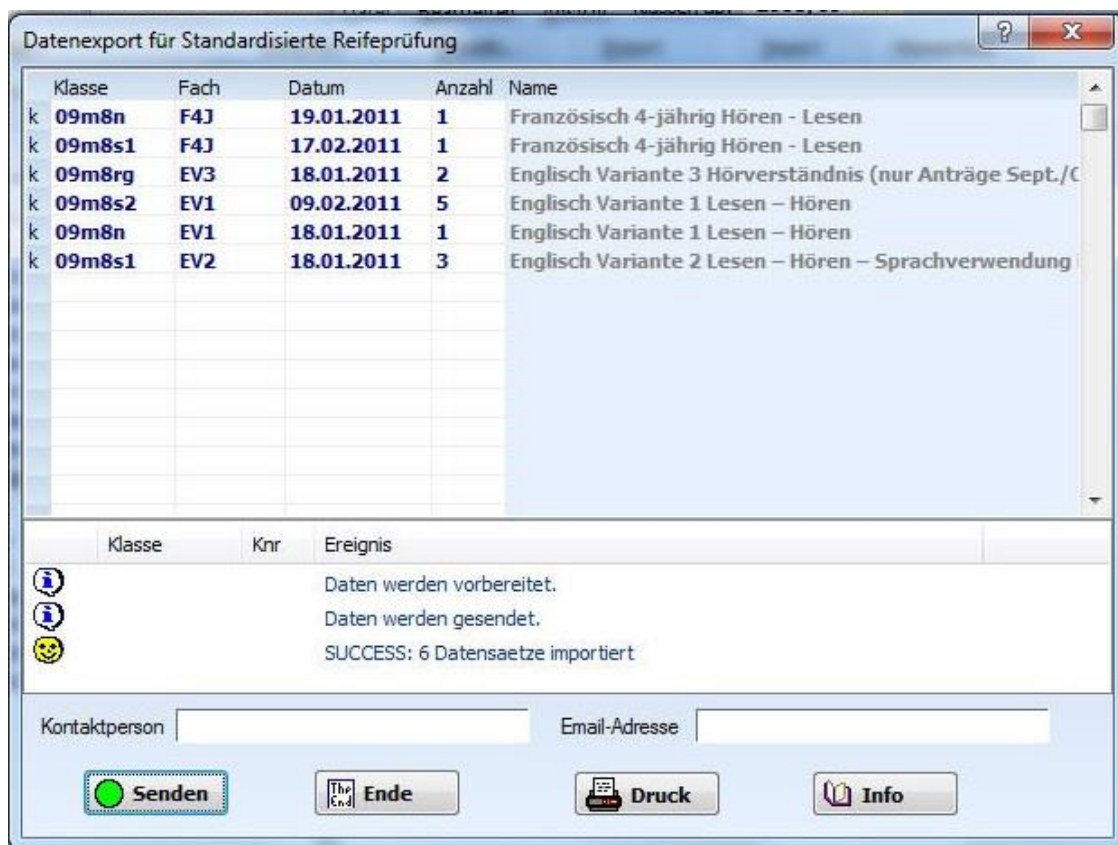 Datenexport für Standardisierte Reifeprüfung
Klasse Fach Datum Anzahl Name
k 09m8n F4J 19.01.2011 1 Französisch 4-jährig Hören - Lesen
k 09m8s1 F4J 17.02.2011 1 Französisch 4-jährig Hören - Lesen
k 09m8rg EV3 18.01.2011 2 Englisch Variante 3 Hörverständnis (nur Anträge Sept./
k 09m8s2 EV1 09.02.2011 5 Englisch Variante 1 Lesen – Hören
k 09m8n EV1 18.01.2011 1 Englisch Variante 1 Lesen – Hören
k 09m8s1 EV2 18.01.2011 3 Englisch Variante 2 Lesen – Hören – Sprachverwendung
Klasse Knr Ereignis
Daten werden vorbereitet.
Daten werden gesendet.
SUCCESS: 6 Datensaetze importiert
Kontaktperson Email-Adresse
Senden The End Ende Druck Info